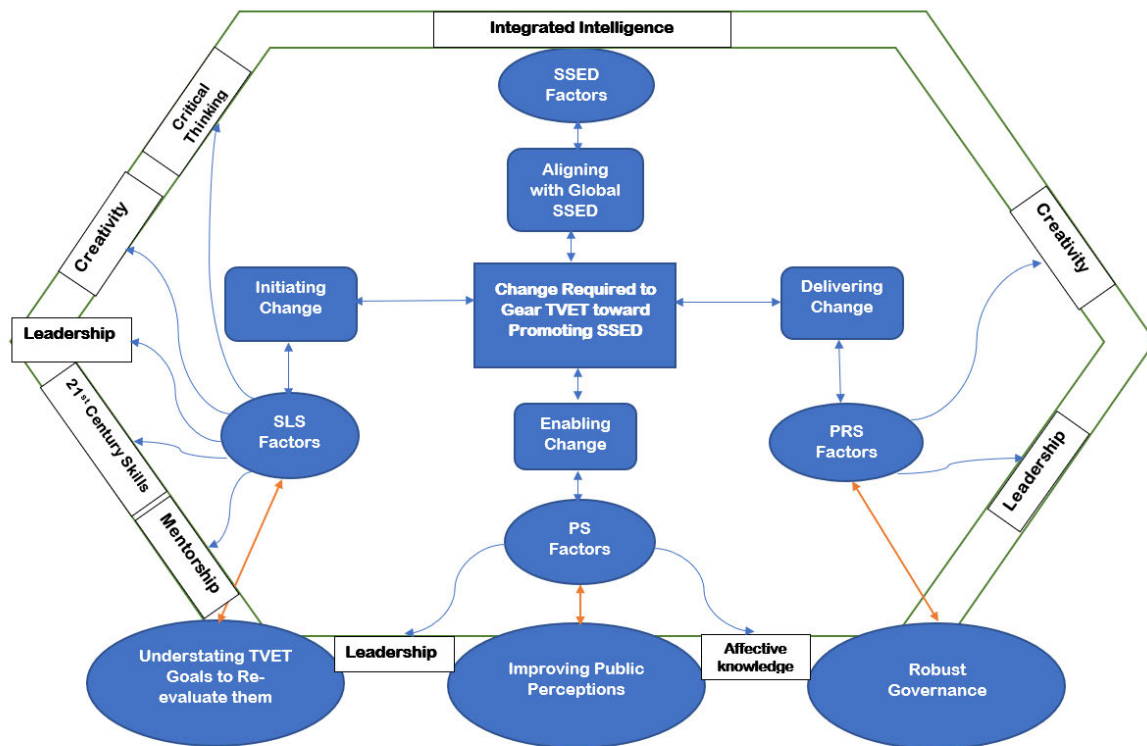 Integrated Intelligence
SSED
Factors
Critical
Thinking
Aligning
with Global
SSED
Creativity
Creativity
Initiating
Change
Change Required to
Gear TVET toward
Promoting SSED
Delivering
Change
Leadership
21st Century Skills
SLS
Factors
Enabling
Change
PRS
Factors
Leadership
Mentorship
PS
Factors
Understating TVET
Goals to Re-
evaluate them
Leadership
Improving Public
Perceptions
Affective
knowledge
Robust
Governance